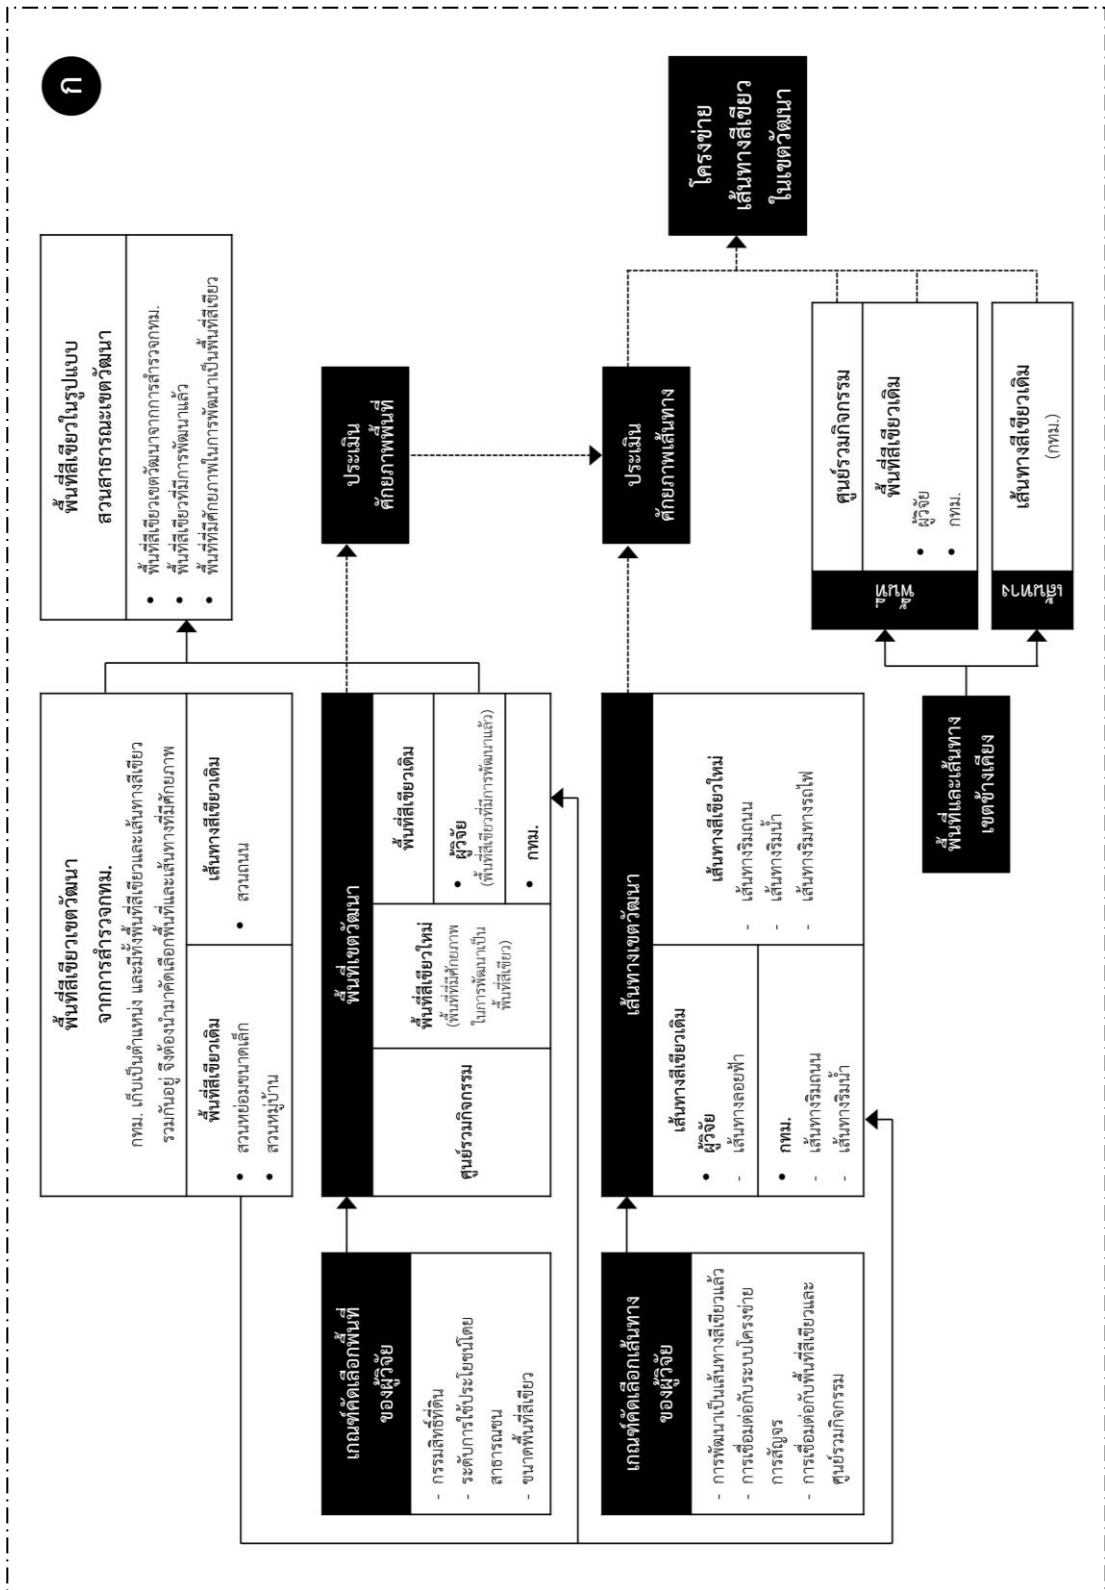 ก
พื้นที่สีเขียวเขตวัฒนา
จากการสำรวจกทม.
กทม. เก็บเป็นตำแหน่ง และมีทั้งพื้นที่สีเขียวและเส้นทางสีเขียว
รวมกันอยู่ จึงต้องนำมาคัดเลือกพื้นที่และเส้นทางที่มีศักยภาพ
พื้นที่สีเขียวเดิม
• สวนหย่อมขนาดเล็ก
• สวนหมู่บ้าน
เส้นทางสีเขียวเดิม
• สวนถนน
พื้นที่สีเขียวในรูปแบบ
สวนสาธารณะเขตวัฒนา
• พื้นที่สีเขียวเขตวัฒนาจากการสำรวจกทม.
• พื้นที่สีเขียวที่มีการพัฒนาแล้ว
• พื้นที่ที่มีศักยภาพในการพัฒนาเป็นพื้นที่สีเขียว
เกณฑ์คัดเลือกพื้นที่
ของผู้วิจัย
- กรรมสิทธิ์ที่ดิน
- ระดับการใช้ประโยชน์โดย
สาธารณชน
- ขนาดพื้นที่สีเขียว
พื้นที่เขตวัฒนา
ศูนย์รวมกิจกรรม
พื้นที่สีเขียวใหม่
(พื้นที่ที่มีศักยภาพ
ในการพัฒนาเป็น
พื้นที่สีเขียว)
พื้นที่สีเขียวเดิม
• ผู้วิจัย
(พื้นที่สีเขียวที่มีการพัฒนาแล้ว)
• กทม.
ประเมิน
ศักยภาพพื้นที่
เกณฑ์คัดเลือกเส้นทาง
ของผู้วิจัย
- การพัฒนาเป็นเส้นทางสีเขียวแล้ว
- การเชื่อมต่อกับระบบโครงข่าย
การสัญจร
- การเชื่อมต่อกับพื้นที่สีเขียวและ
ศูนย์รวมกิจกรรม
เส้นทางเขตวัฒนา
เส้นทางสีเขียวเดิม
• ผู้วิจัย
- เส้นทางลอยฟ้า
• กทม.
- เส้นทางริมถนน
- เส้นทางริมน้ำ
เส้นทางสีเขียวใหม่
- เส้นทางริมถนน
- เส้นทางริมน้ำ
- เส้นทางริมทางรถไฟ
ประเมิน
ศักยภาพเส้นทาง
โครงข่าย
เส้นทางสีเขียว
ในเขตวัฒนา
พื้นที่และเส้นทาง
เขตข้างเคียง
พื้นที่
ศูนย์รวมกิจกรรม
พื้นที่สีเขียวเดิม
• ผู้วิจัย
• กทม.
เส้นทาง
เส้นทางสีเขียวเดิม
(กทม.)